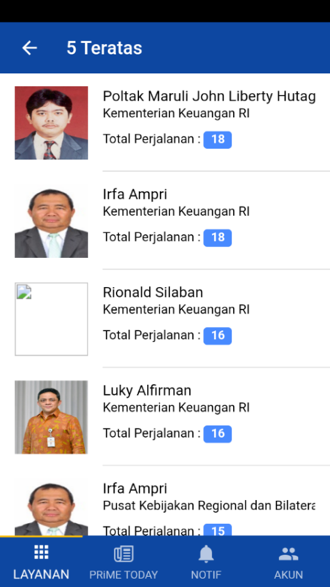 5 Teratas
Poltak Maruli John Liberty Hutag
Kementerian Keuangan RI
Total Perjalanan : 18
Irfa Ampri
Kementerian Keuangan RI
Total Perjalanan : 18
Rionald Silaban
Kementerian Keuangan RI
Total Perjalanan : 16
Luky Alfirman
Kementerian Keuangan RI
Total Perjalanan : 16
Irfa Ampri
Pusat Kebijakan Regional dan Bilatera
Total Perjalanan : 15
LAYANAN
PRIME TODAY
NOTIF
AKUN